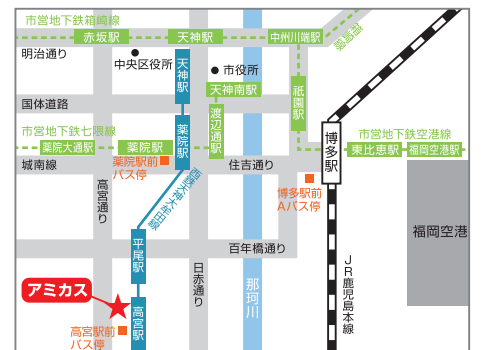 市営地下鉄箱崎線
赤坂駅
天神駅
中州川端駅
箱崎線
明治通り
中央区役所
天神駅
市役所
天神南駅
祇園駅
国体道路
渡辺通駅
市営地下鉄七隈線
薬院大通駅
薬院駅
薬院駅
博多駅
市営地下鉄空港線
東比恵駅
福岡空港駅
城南線
薬院駅前
バス停
住吉通り
西鉄天神大牟田線
高宮通り
博多駅前
Aバス停
福岡空港
平尾駅
百年橋通り
日赤通り
那珂川
JR鹿児島本線
アミカス
高宮駅
高宮駅前
バス停